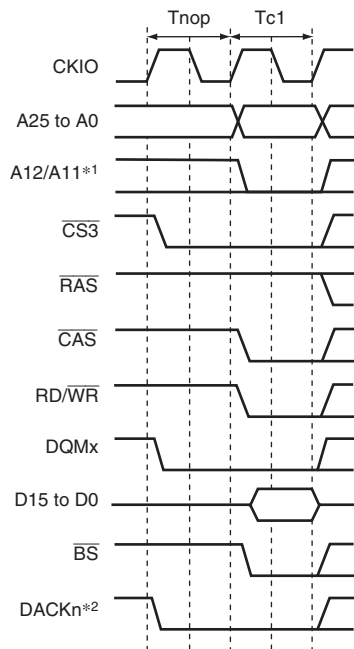 Tnop Tc1
CKIO
A25 to A0
A12/A11*1
CS3
RAS
CAS
RD/WR
DQMx
D15 to D0
BS
DACKn*2